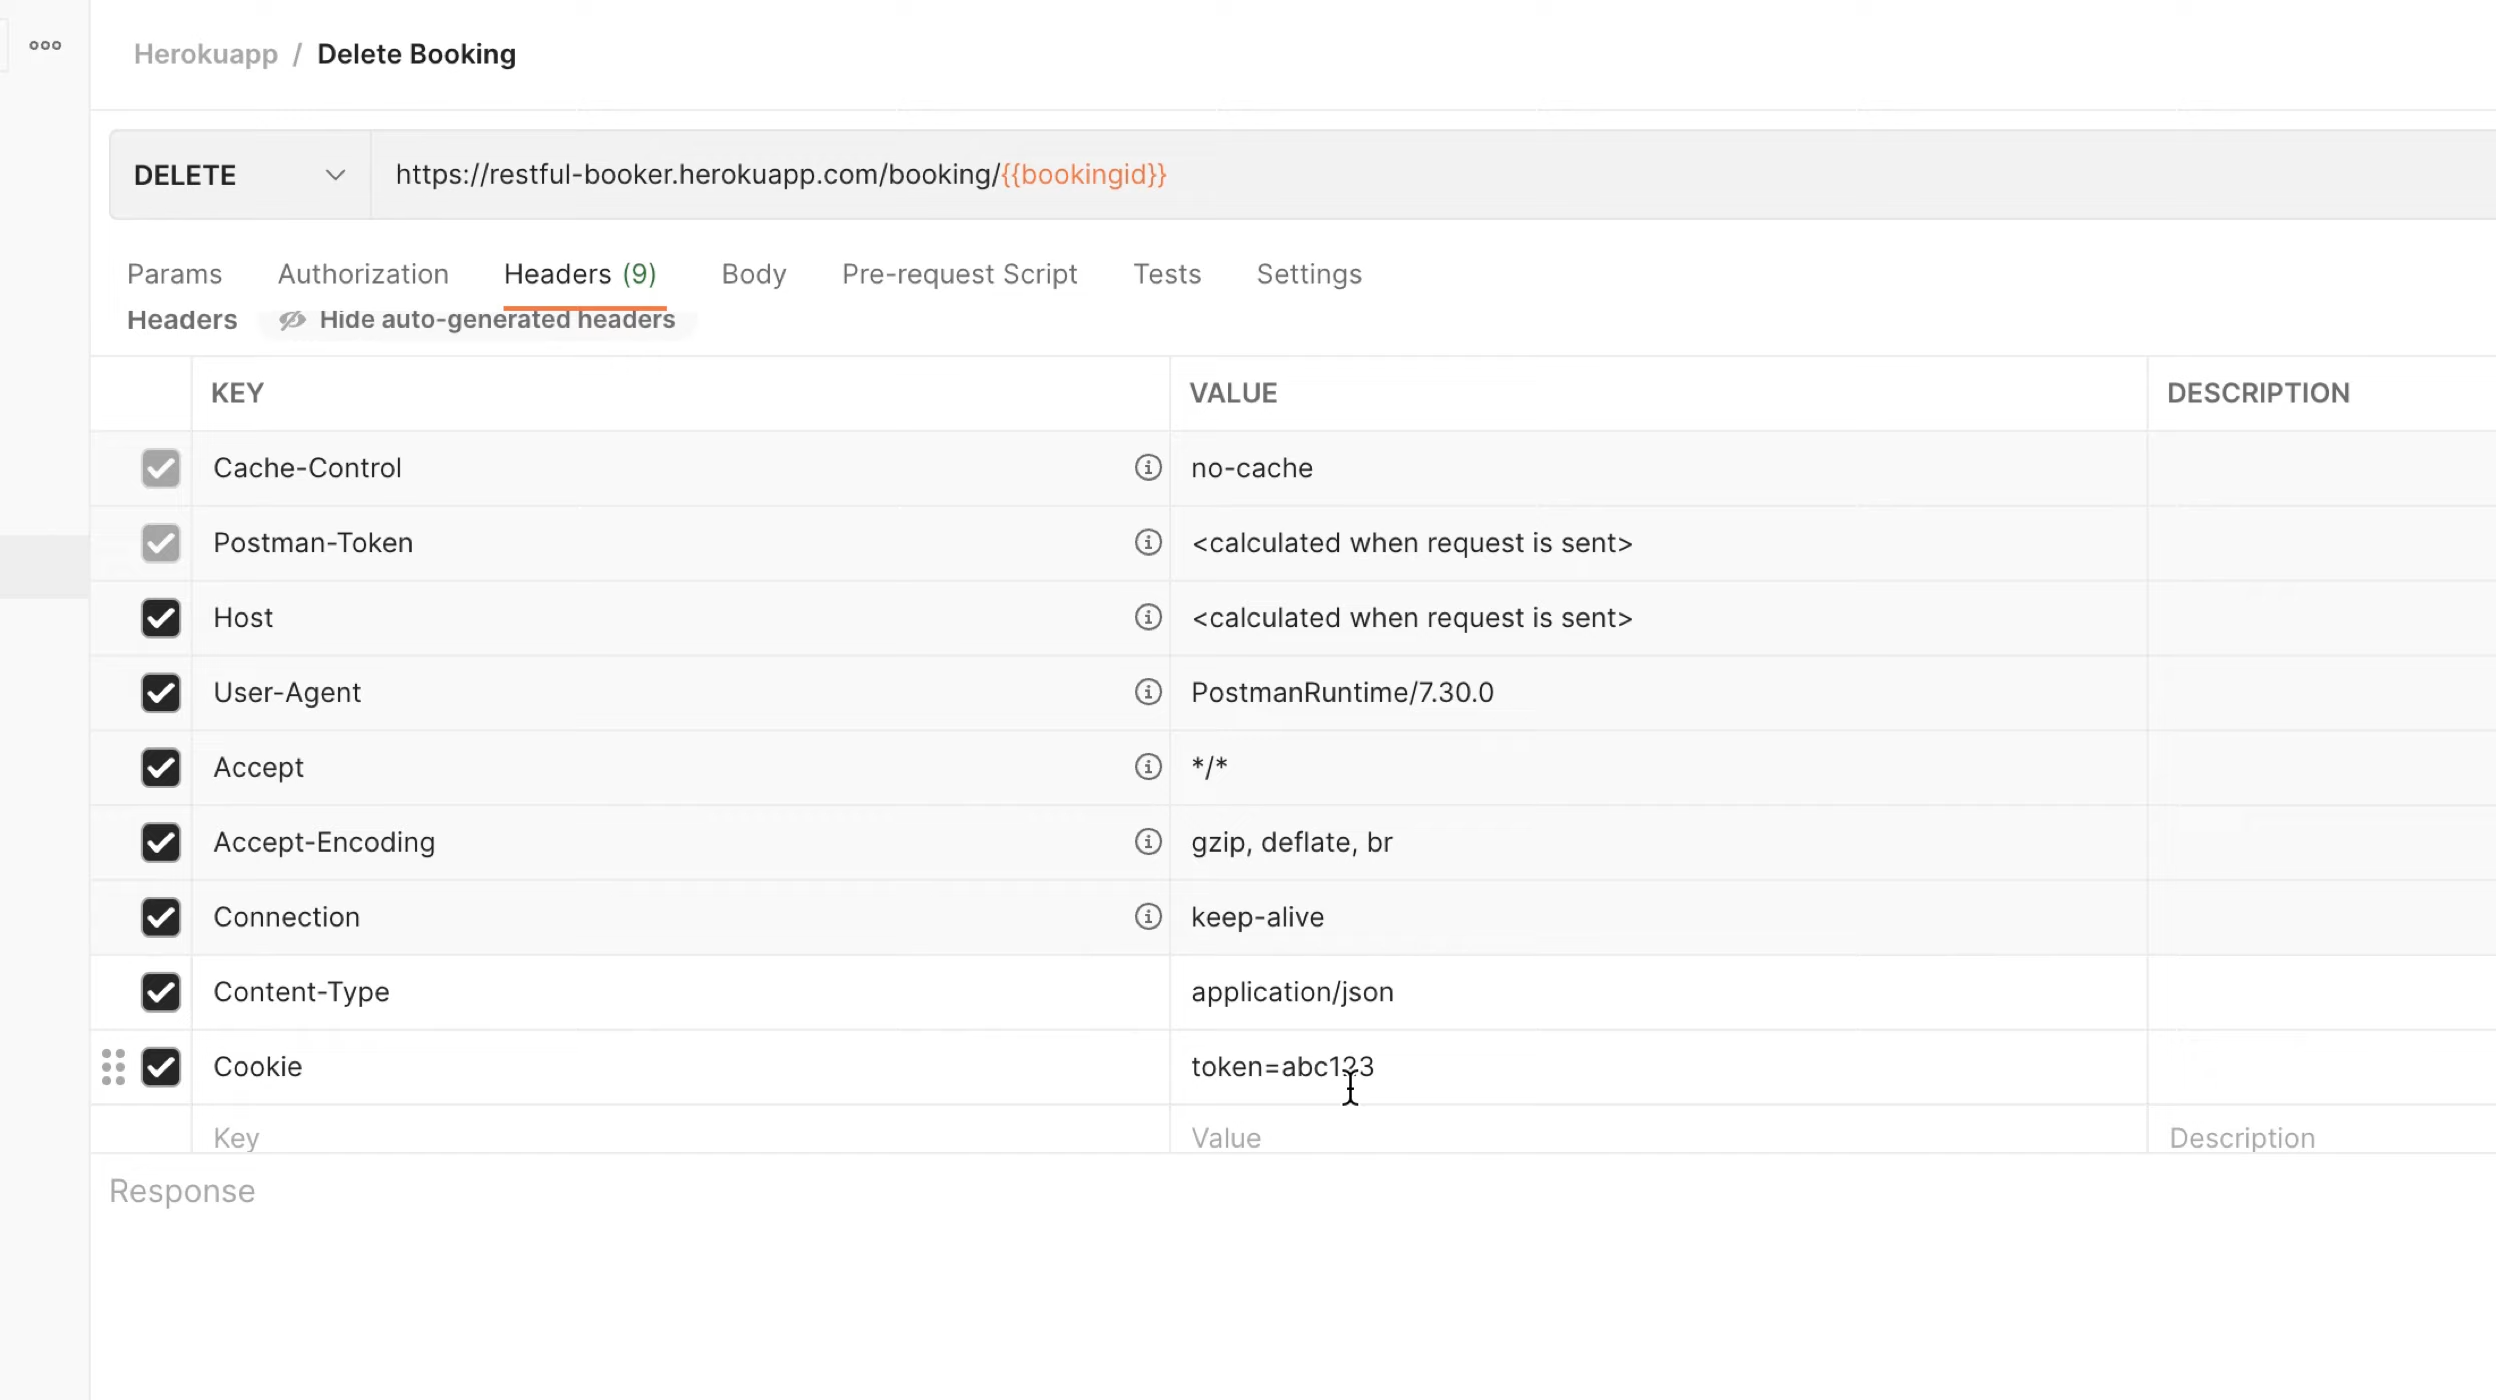 Herokuapp / Delete Booking
DELETE https://restful-booker.herokuapp.com/booking/{{bookingid}}
Params Authorization Headers (9) Body Pre-request Script Tests Settings
Headers Hide auto-generated headers
KEY VALUE DESCRIPTION
Cache-Control no-cache
Postman-Token <calculated when request is sent>
Host <calculated when request is sent>
User-Agent PostmanRuntime/7.30.0
Accept */*
Accept-Encoding gzip, deflate, br
Connection keep-alive
Content-Type application/json
Cookie token=abc123
Key Value Description
Response